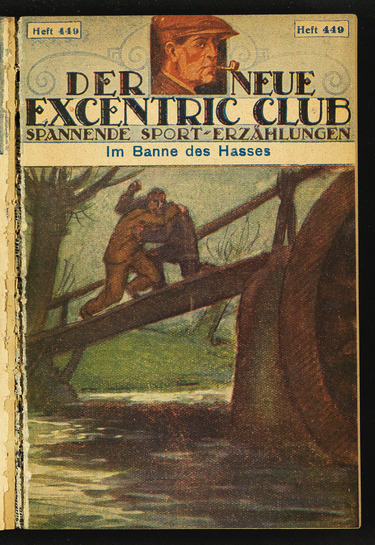 Heft 449
Heft 449
DER NEUE
EXCENTRIC CLUB
SPANNENDE SPORT-ERZÄHLUNGEN
Im Banne des Hasses